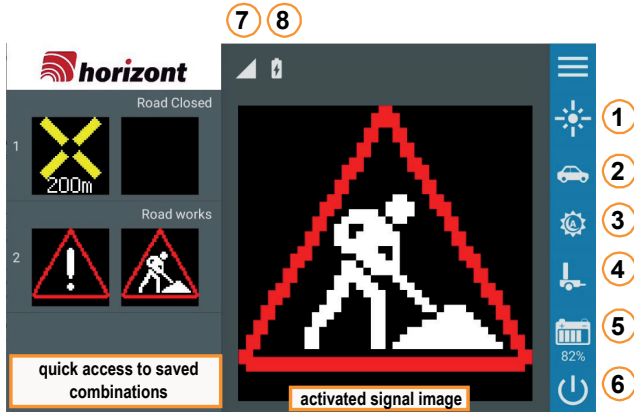 7 8
horizont
Road Closed
1
200m
Road works
2
!
quick access to saved
combinations
activated signal image
1
2
3
A
4
5
82%
6